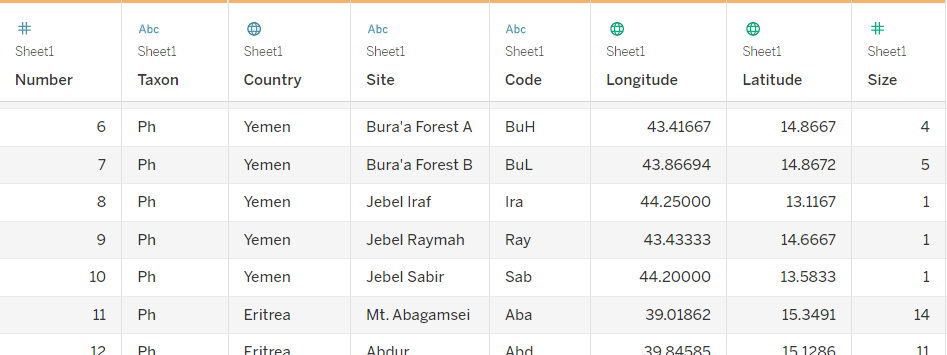 # Abc Abc Abc #
Sheet1 Sheet1 Sheet1 Sheet1 Sheet1 Sheet1 Sheet1 Sheet1
Number Taxon Country Site Code Longitude Latitude Size
6 Ph Yemen Bura'a Forest A BuH 43.41667 14.8667 4
7 Ph Yemen Bura'a Forest B BuL 43.86694 14.8672 5
8 Ph Yemen Jebel Iraf Ira 44.25000 13.1167 1
9 Ph Yemen Jebel Raymah Ray 43.43333 14.6667 1
10 Ph Yemen Jebel Sabir Sab 44.20000 13.5833 1
11 Ph Eritrea Mt. Abagamsei Aba 39.01862 15.3491 14
12 Ph Eritrea Abdur Abd 39.84585 15.1286 11